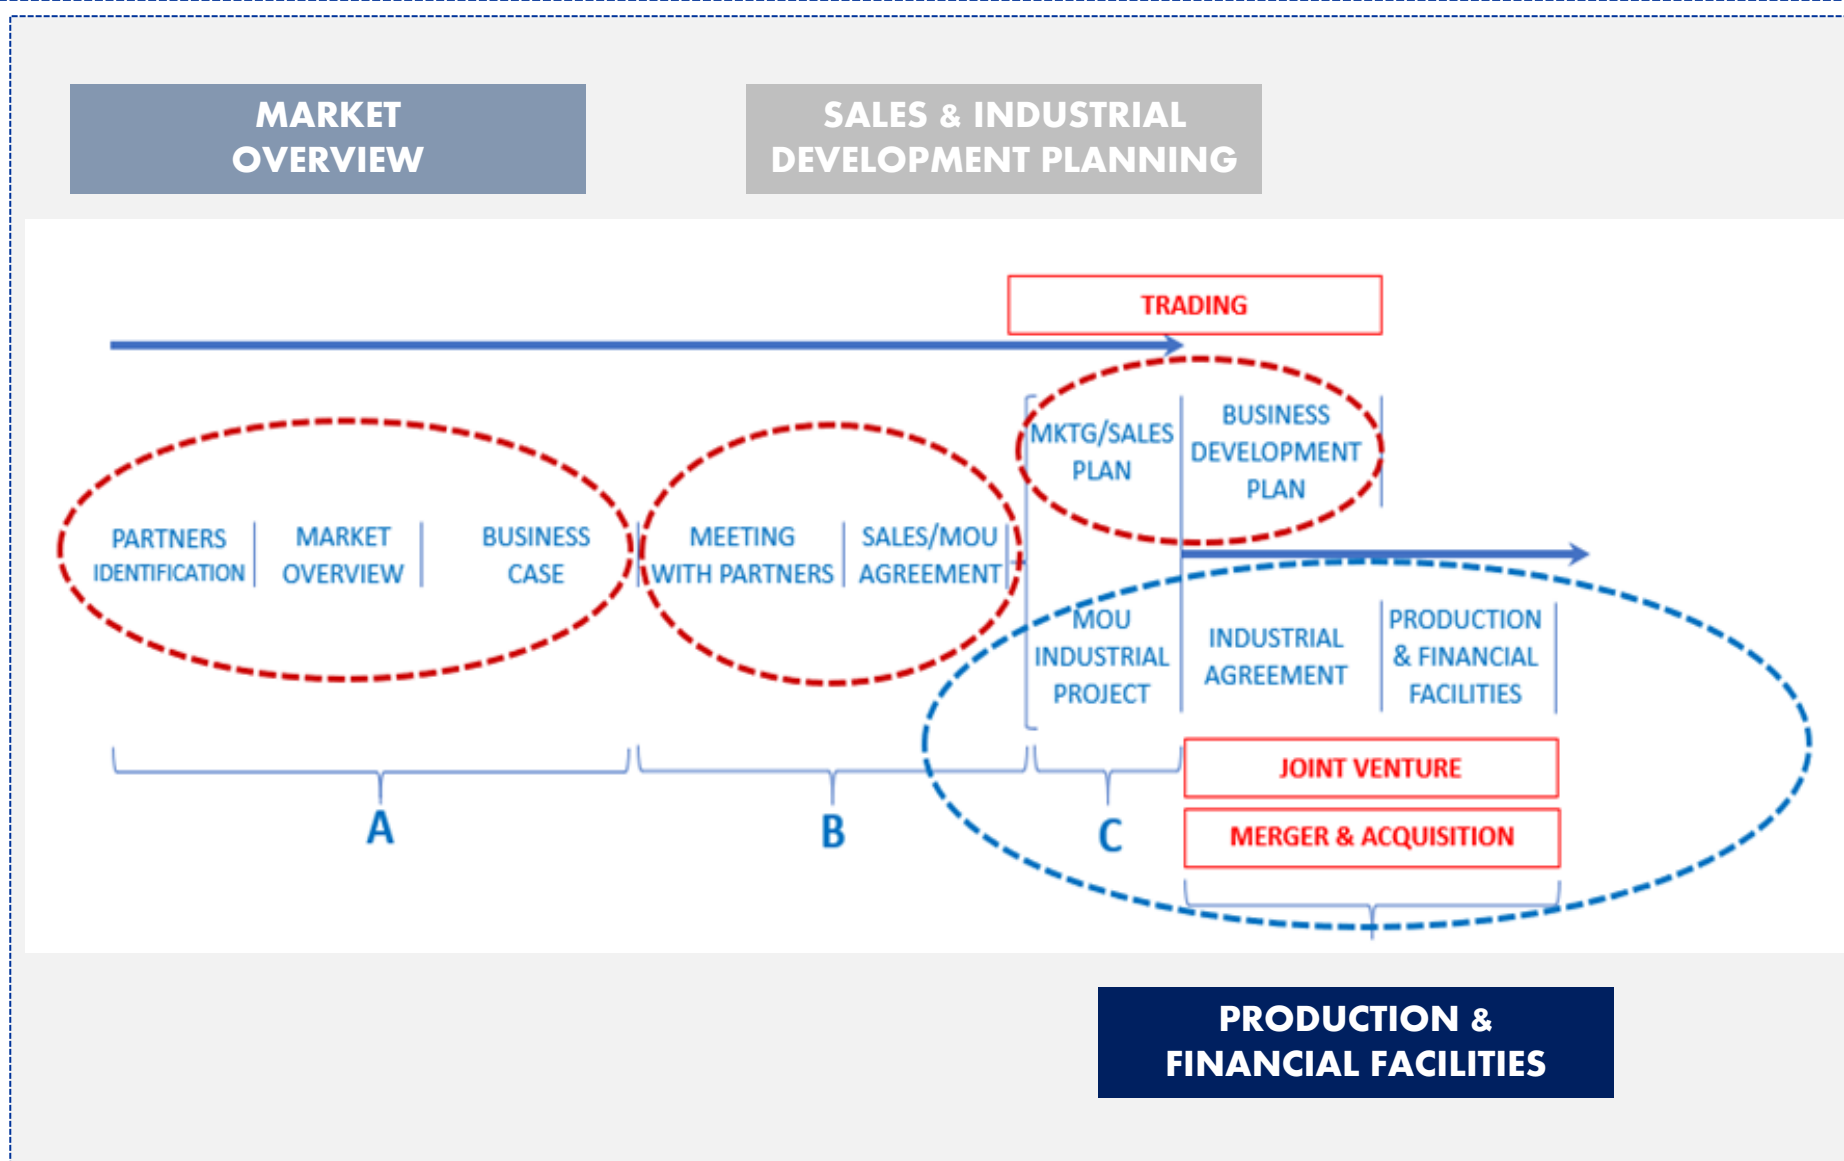 MARKET
OVERVIEW
SALES & INDUSTRIAL
DEVELOPMENT PLANNING
TRADING
PARTNERS
IDENTIFICATION
MARKET
OVERVIEW
BUSINESS
CASE
MEETING
WITH PARTNERS
SALES/MOU
AGREEMENT
MKTG/SALES
PLAN
BUSINESS
DEVELOPMENT
PLAN
MOU
INDUSTRIAL
PROJECT
INDUSTRIAL
AGREEMENT
PRODUCTION
& FINANCIAL
FACILITIES
JOINT VENTURE
MERGER & ACQUISITION
A
B
C
PRODUCTION &
FINANCIAL FACILITIES